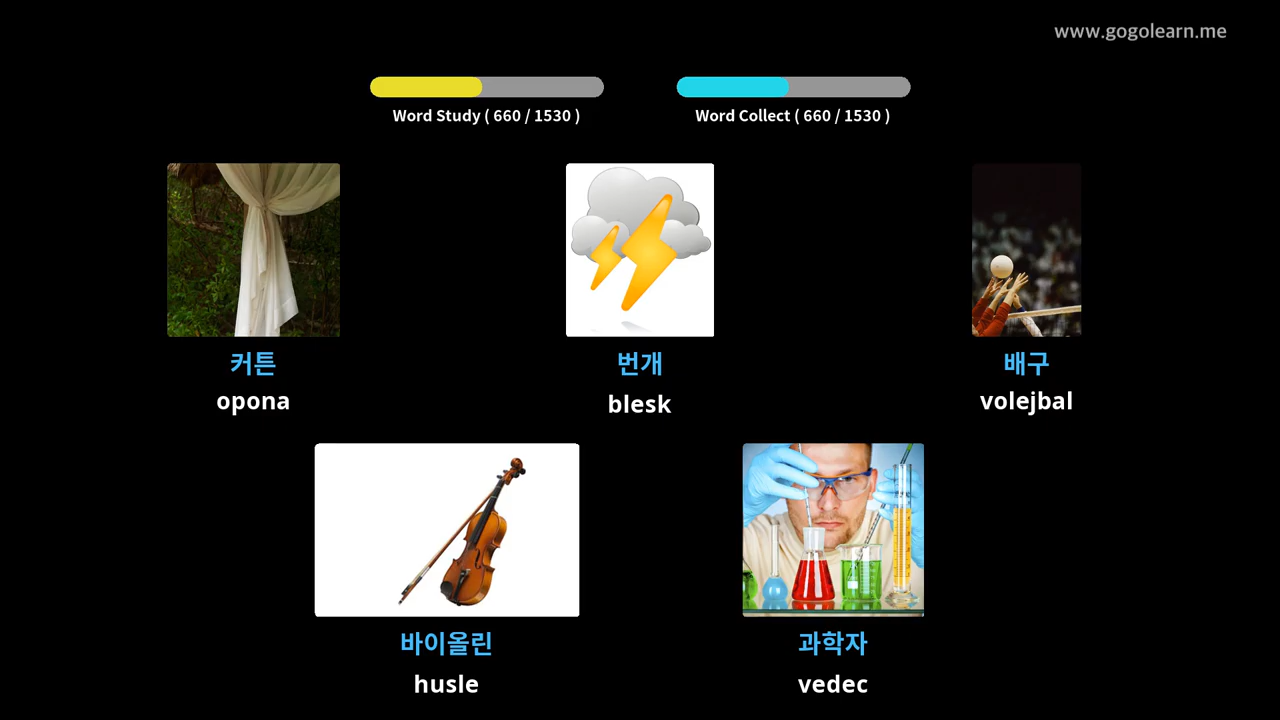 www.gogolearn.me
Word Study ( 660 / 1530 )
Word Collect ( 660 / 1530 )
커튼
opona
번개
blesk
배구
volejbal
바이올린
husle
과학자
vedec